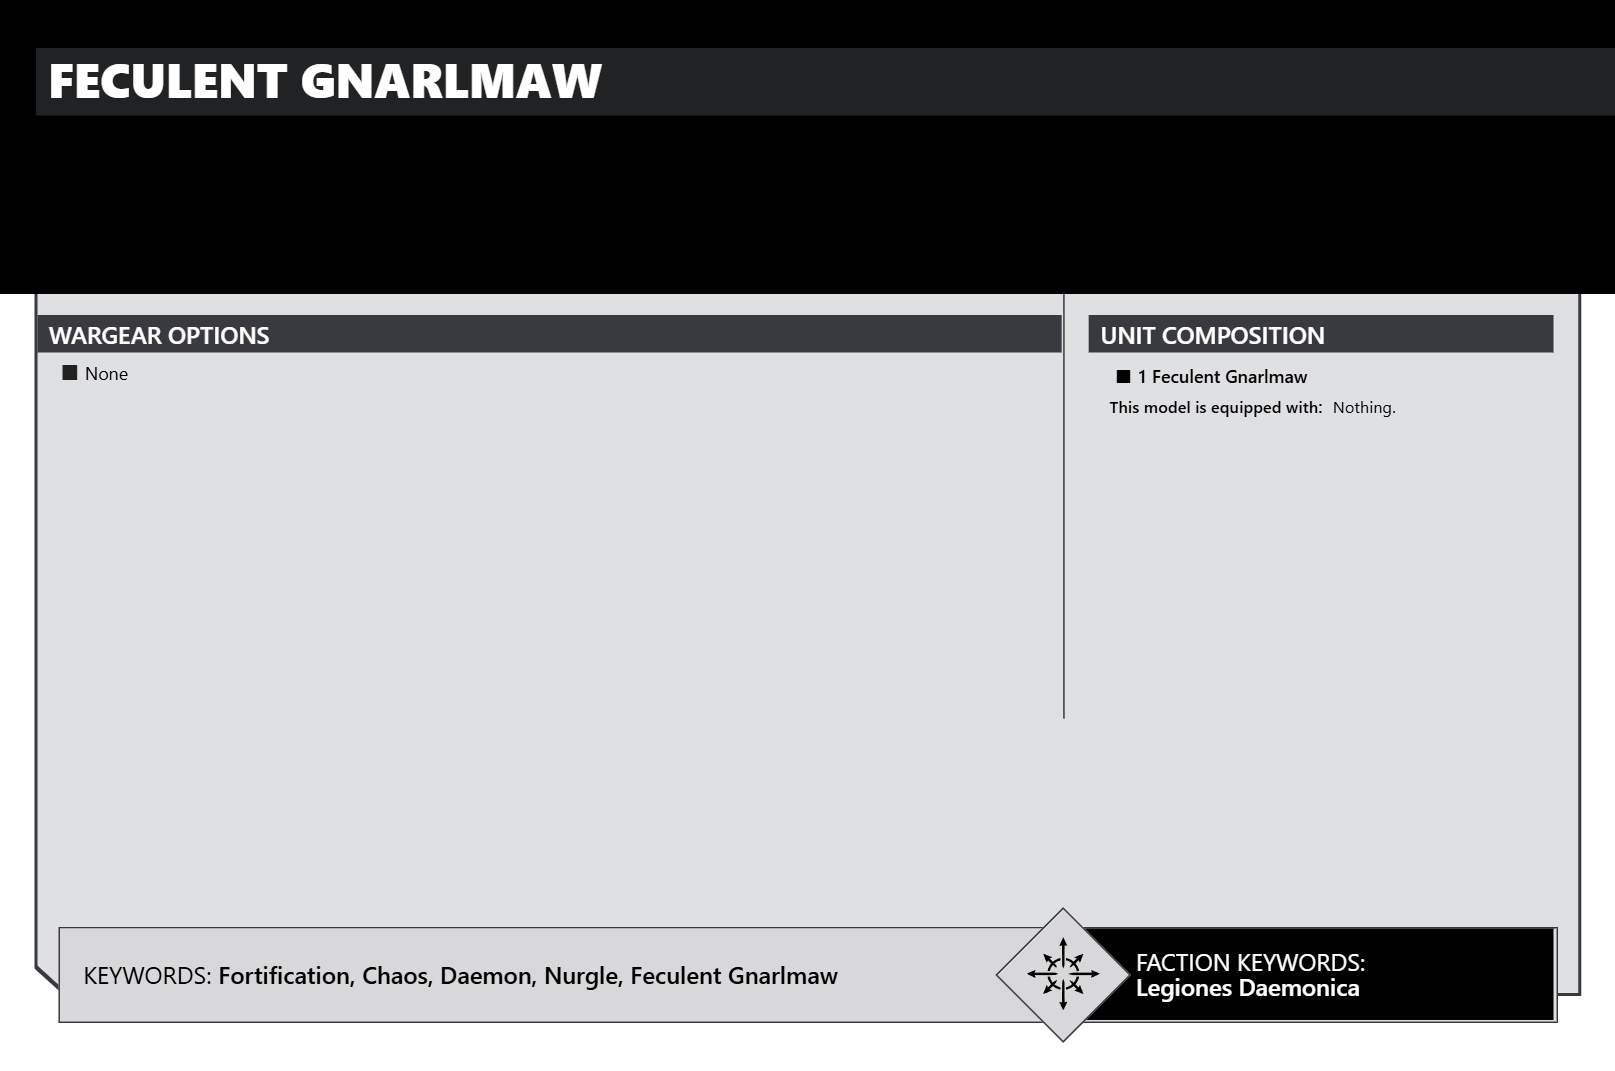 FECULENT GNARLMAW
WARGEAR OPTIONS
None
UNIT COMPOSITION
1 Feculent Gnarlmaw
This model is equipped with: Nothing.
KEYWORDS: Fortification, Chaos, Daemon, Nurgle, Feculent Gnarlmaw
FACTION KEYWORDS:
Legiones Daemonica